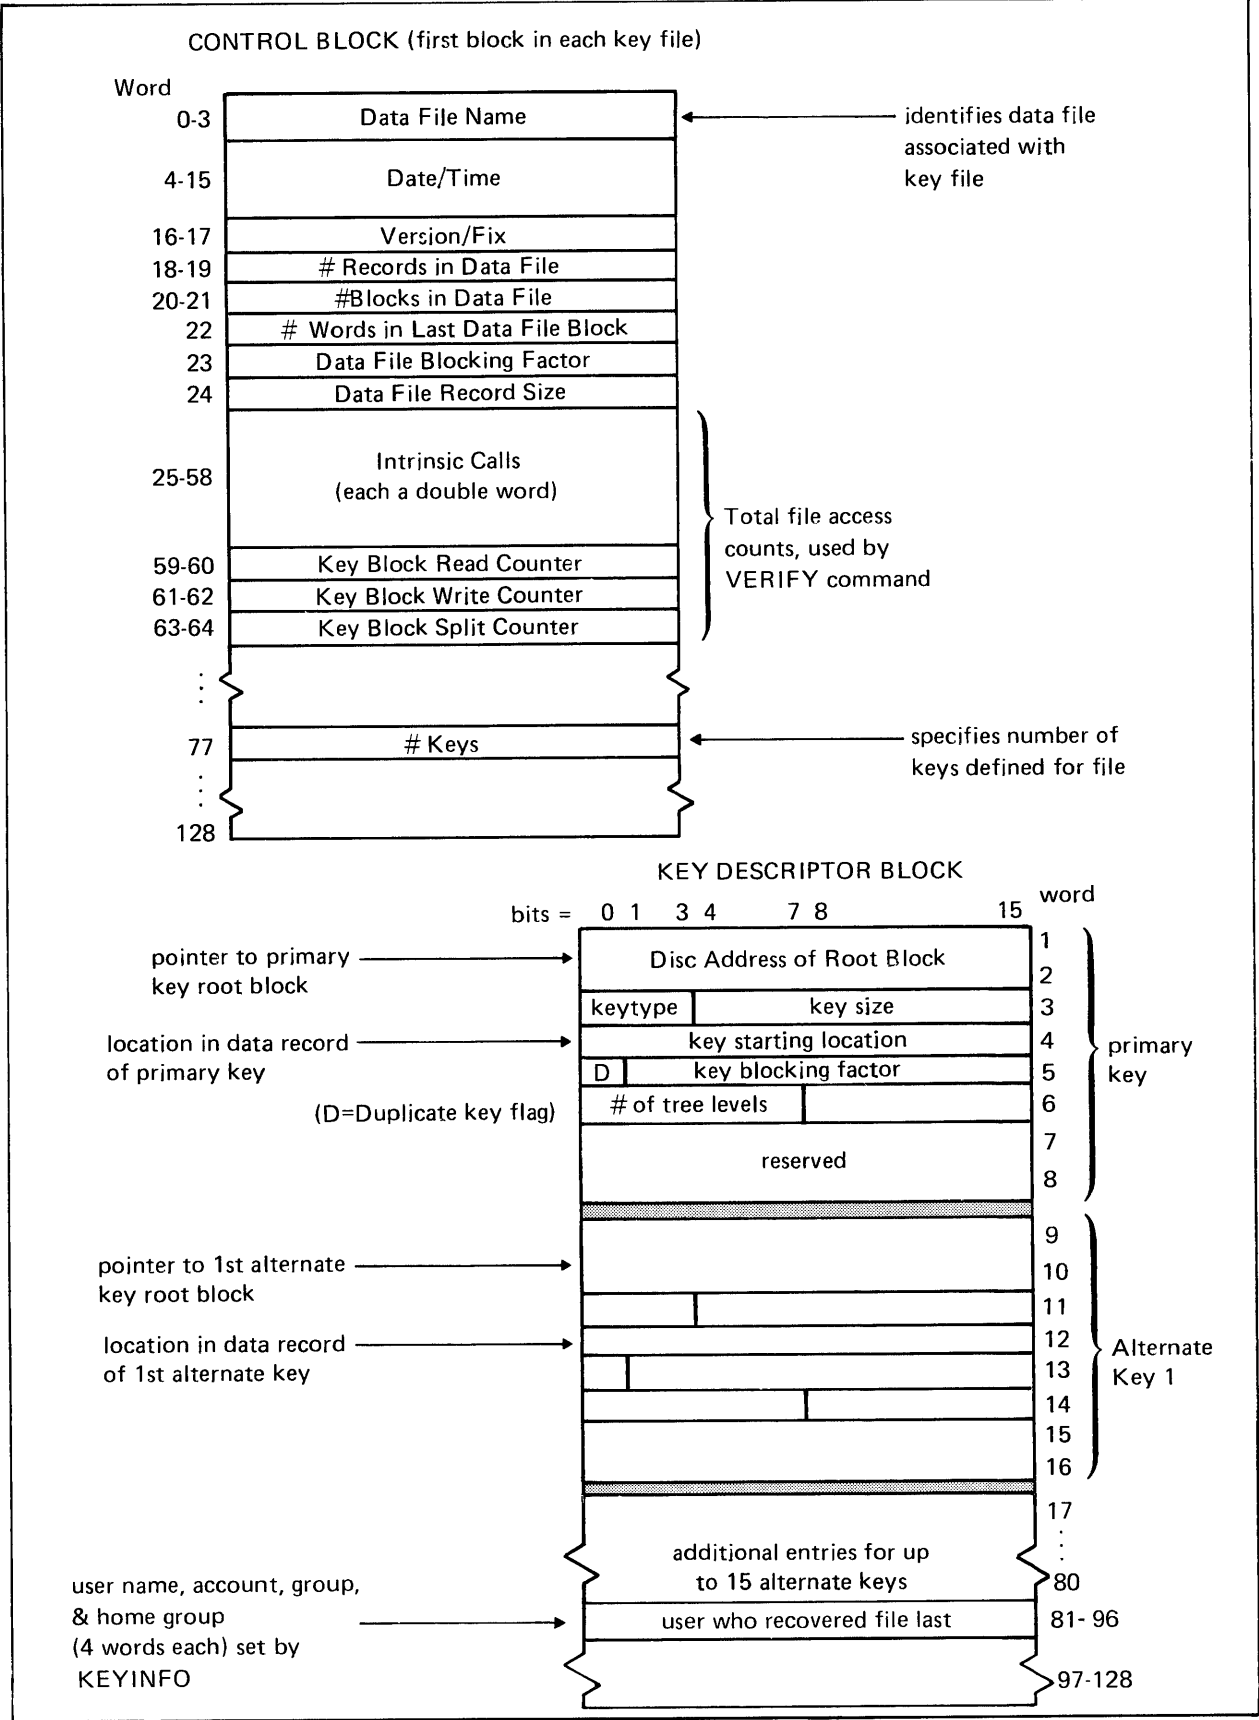 CONTROL BLOCK (first block in each key file)
Word
0-3 Data File Name
identifies data file
associated with
key file
4-15 Date/Time
16-17 Version/Fix
18-19 # Records in Data File
20-21 #Blocks in Data File
22 # Words in Last Data File Block
23 Data File Blocking Factor
24 Data File Record Size
25-58 Intrinsic Calls
(each a double word)
Total file access
counts, used by
VERIFY command
59-60 Key Block Read Counter
61-62 Key Block Write Counter
63-64 Key Block Split Counter
77 # Keys
specifies number of
keys defined for file
128
KEY DESCRIPTOR BLOCK
bits = 0 1 3 4 7 8 15 word
pointer to primary
key root block
Disc Address of Root Block
1
2
keytype key size 3
location in data record
of primary key
key starting location 4
D key blocking factor 5
(D=Duplicate key flag)
# of tree levels 6
primary
key
reserved
7
8
9
pointer to 1st alternate
key root block
10
11
location in data record
of 1st alternate key
12
13
Alternate
Key 1
14
15
16
17
additional entries for up
to 15 alternate keys
80
user name, account, group,
& home group
(4 words each) set by
KEYINFO
user who recovered file last 81-96
97-128